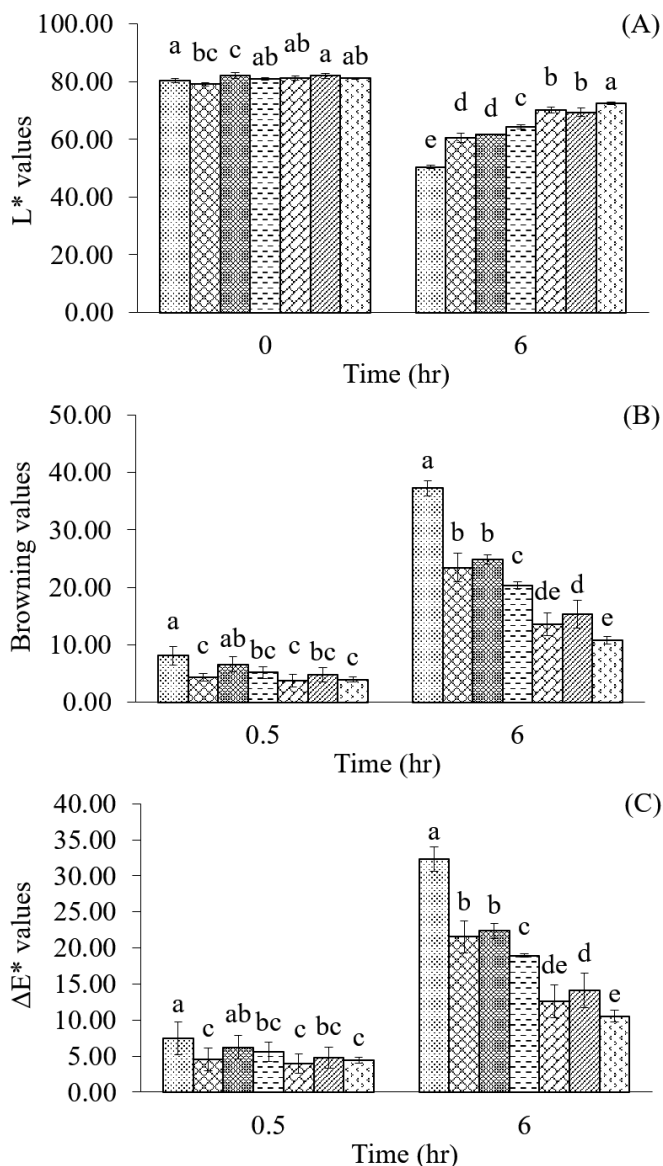 (A)
100.00
80.00
60.00
40.00
20.00
0.00
L* values
a bc c ab ab a ab
e d d c b b a
0 6
Time (hr)
(B)
50.00
40.00
30.00
20.00
10.00
0.00
Browning values
a c ab bc c bc c
a b b c de d e
0.5 6
Time (hr)
(C)
40.00
35.00
30.00
25.00
20.00
15.00
10.00
5.00
0.00
ΔE* values
a c ab bc c bc c
a b b c de d e
0.5 6
Time (hr)